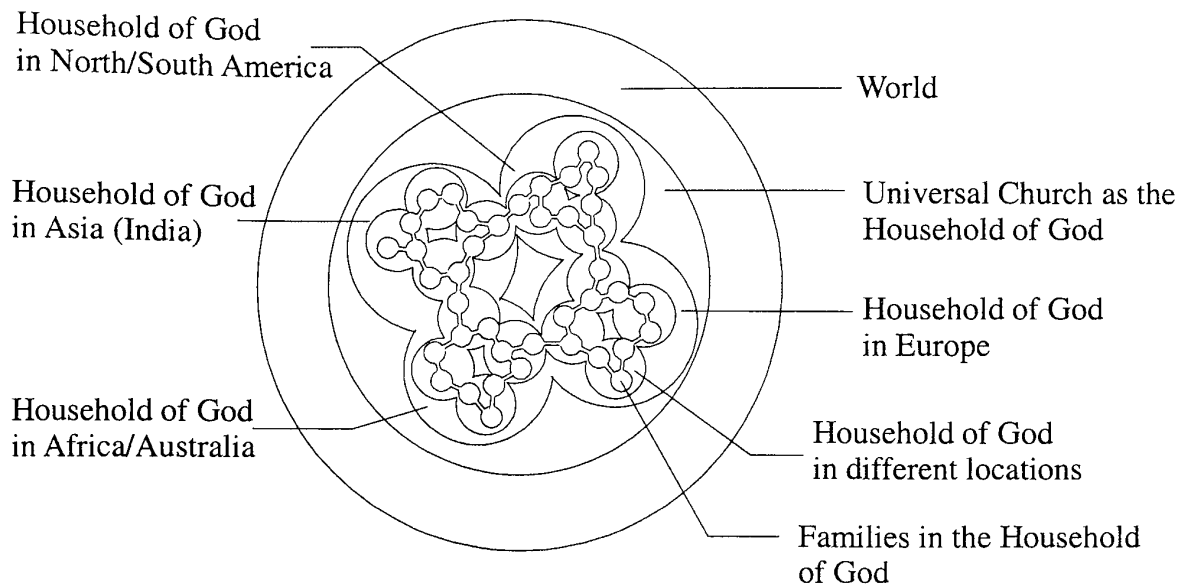 Household of God
in North/South America
World
Household of God
in Asia (India)
Universal Church as the
Household of God
Household of God
in Europe
Household of God
in Africa/Australia
Household of God
in different locations
Families in the Household
of God